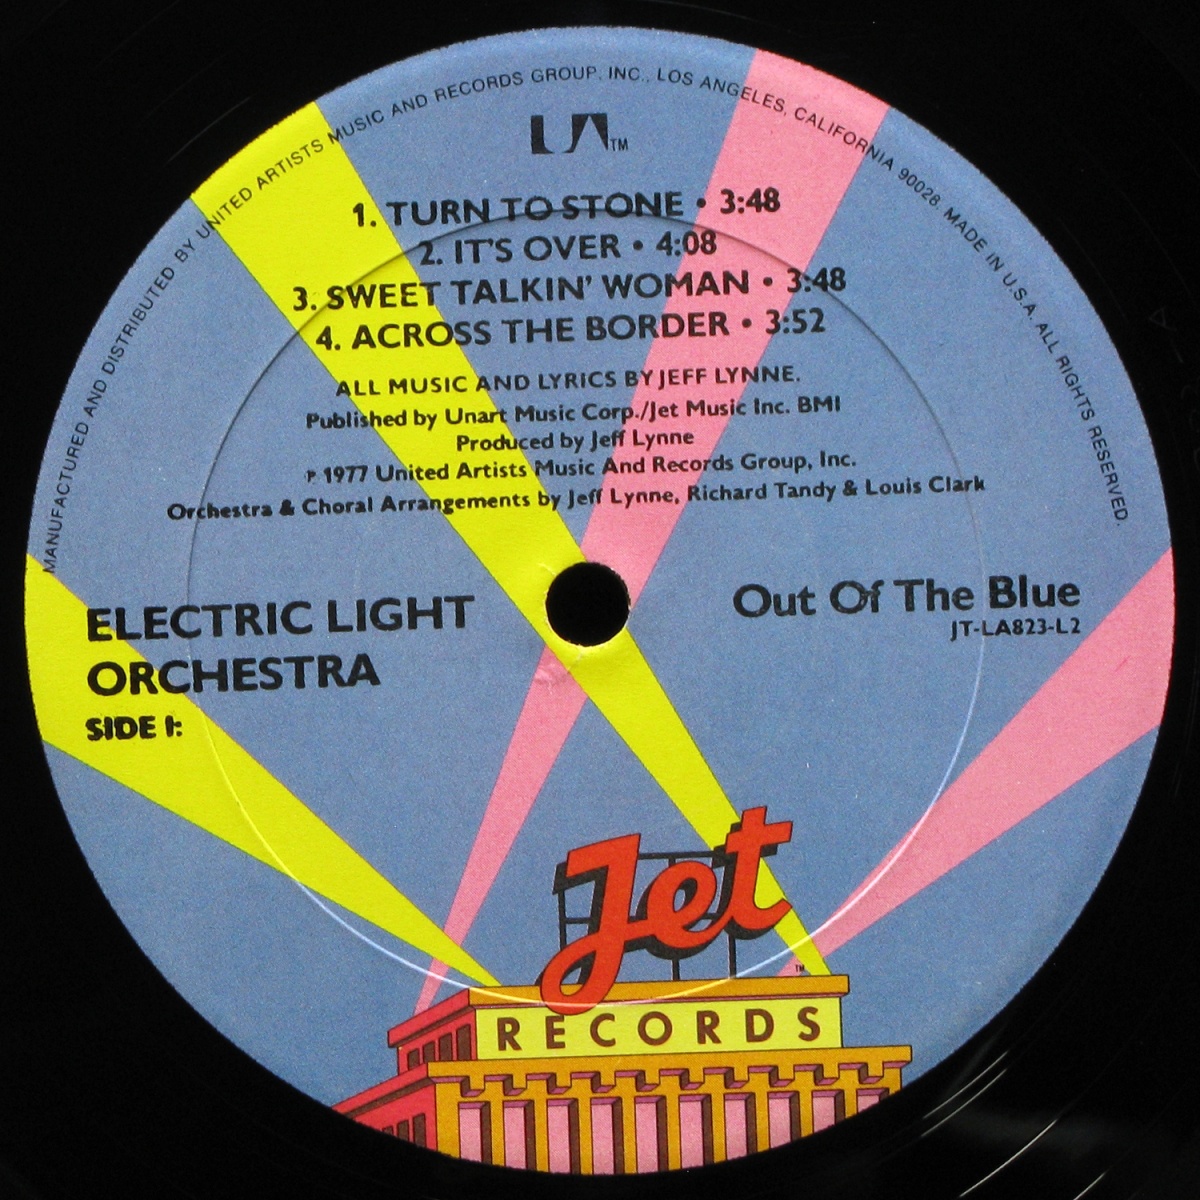 MANUFACTURED AND DISTRIBUTED BY UNITED ARTISTS MUSIC AND RECORDS GROUP, INC., LOS ANGELES, CALIFORNIA 90028. MADE IN U.S.A. ALL RIGHTS RESERVED.
UA TM
1. TURN TO STONE • 3:48
2. IT'S OVER • 4:08
3. SWEET TALKIN' WOMAN • 3:48
4. ACROSS THE BORDER • 3:52
ALL MUSIC AND LYRICS BY JEFF LYNNE.
Published by Unart Music Corp./Jet Music Inc. BMI
Produced by Jeff Lynne
℗ 1977 United Artists Music And Records Group, Inc.
Orchestra & Choral Arrangements by Jeff Lynne, Richard Tandy & Louis Clark
ELECTRIC LIGHT
ORCHESTRA
SIDE 1:
Out Of The Blue
JT-LA823-L2
Jet
TM
RECORDS